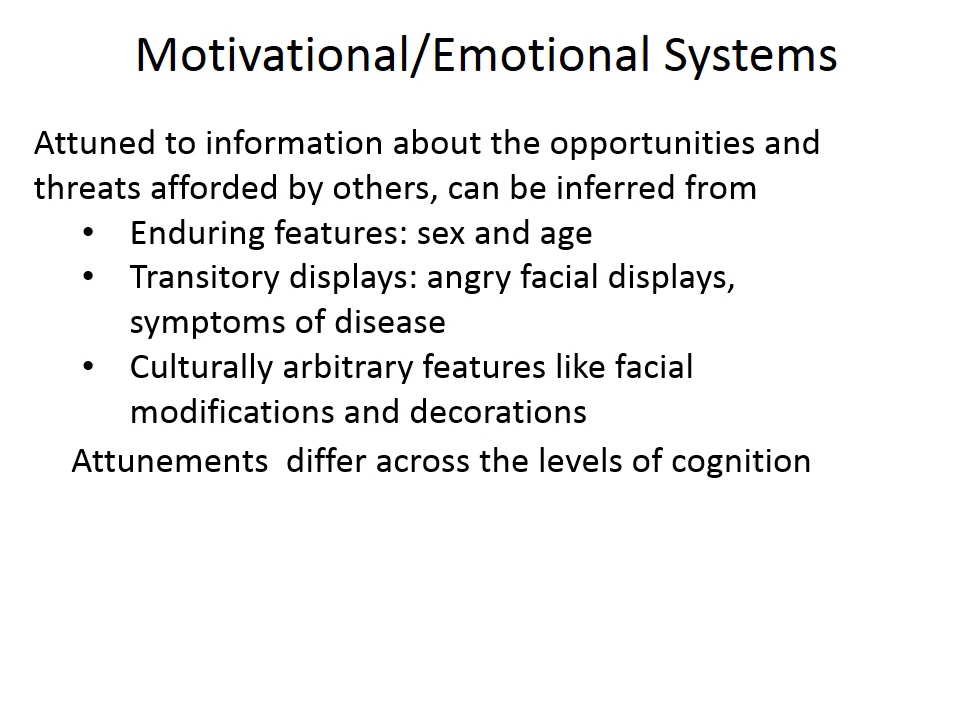 Motivational/Emotional Systems
Attuned to information about the opportunities and
threats afforded by others, can be inferred from
• Enduring features: sex and age
• Transitory displays: angry facial displays,
symptoms of disease
• Culturally arbitrary features like facial
modifications and decorations
Attunements  differ across the levels of cognition